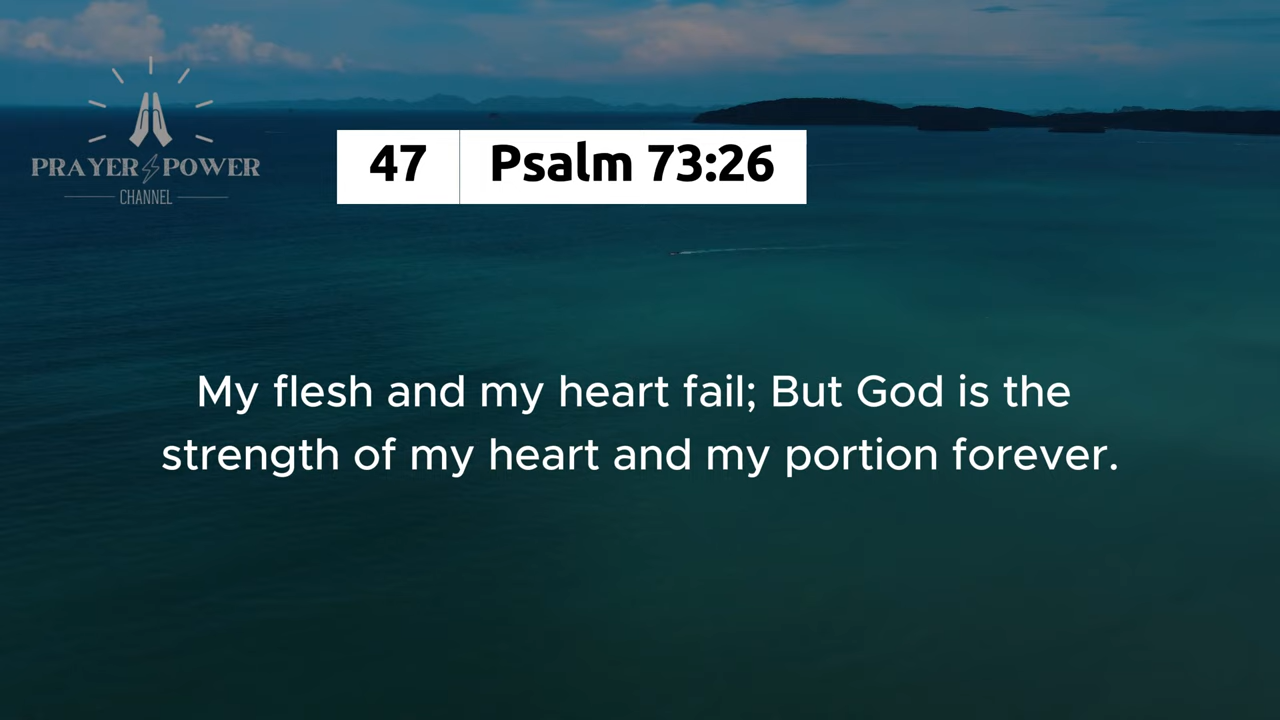 PRAYER POWER
CHANNEL
47 Psalm 73:26
My flesh and my heart fail; But God is the
strength of my heart and my portion forever.